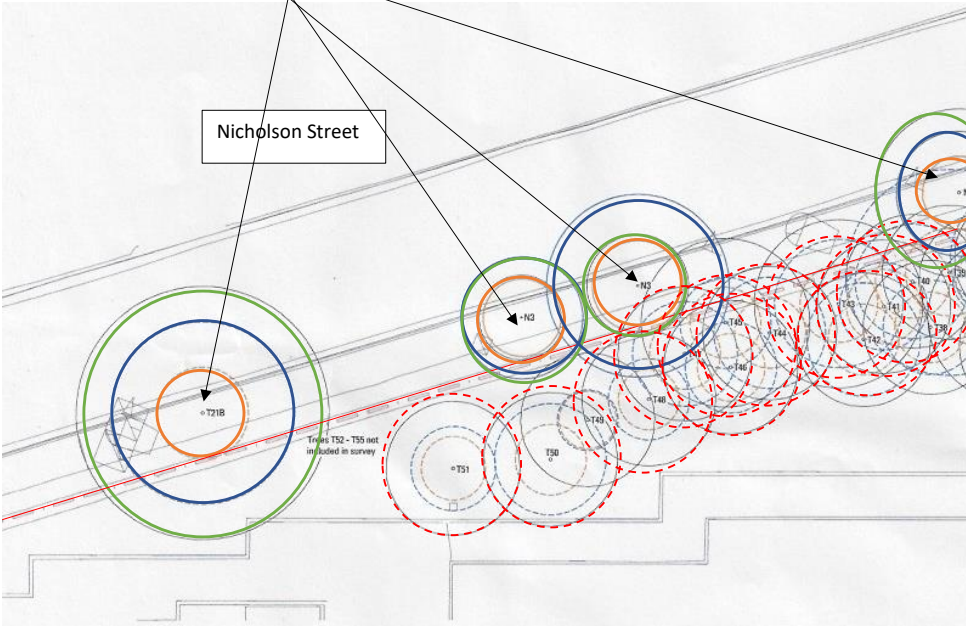 Nicholson Street
N3
N3
T21B
Trees T52 - T55 not
included in survey
T51
T50
T49
T48
T46
T45
T44
T43
T42
T41
T40
T39
T38